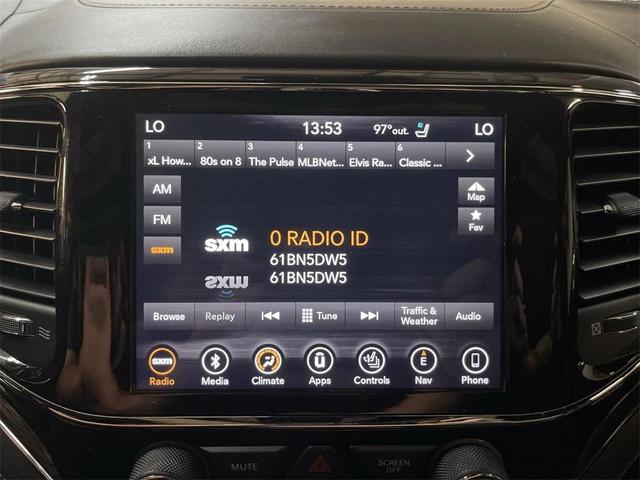 LO 13:53 97° out. LO
1 2 3 4 5 6
xL How... 80s on 8 The Pulse MLBNet... Elvis Ra... Classic ...
AM
Map
FM
Fav
sxm
sxm
0 RADIO ID
61BN5DW5
61BN5DW5
Browse Replay Tune Traffic & Weather Audio
sxm E
Radio Media Climate Apps Controls Nav Phone
MUTE SCREEN OFF